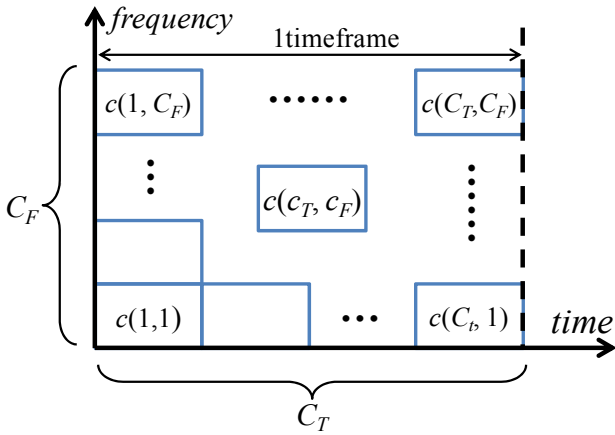 frequency
1timeframe
c(1, C_F) ...... c(C_T,C_F)
c(c_T, c_F)
C_F
c(1,1) ... c(C_t, 1)
time
C_T